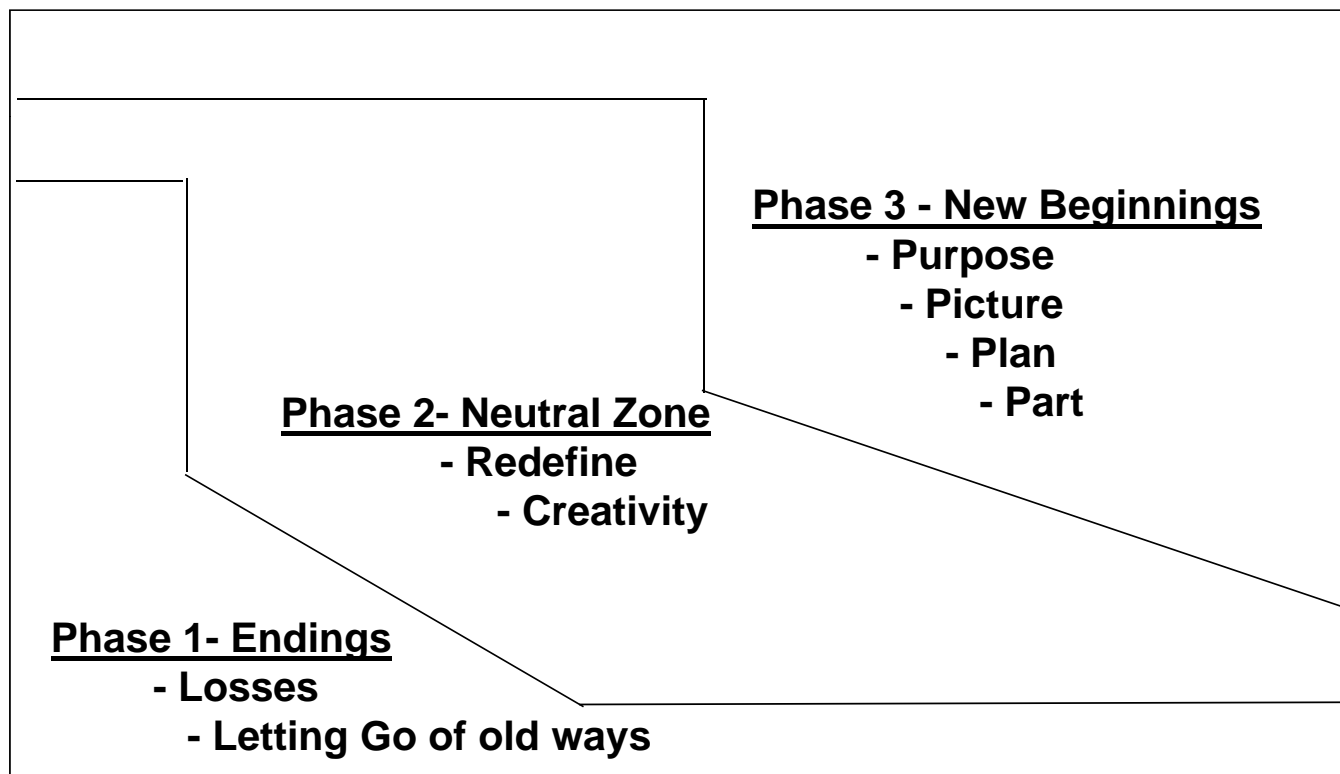 Phase 3 - New Beginnings
- Purpose
- Picture
- Plan
- Part
Phase 2- Neutral Zone
- Redefine
- Creativity
Phase 1- Endings
- Losses
- Letting Go of old ways